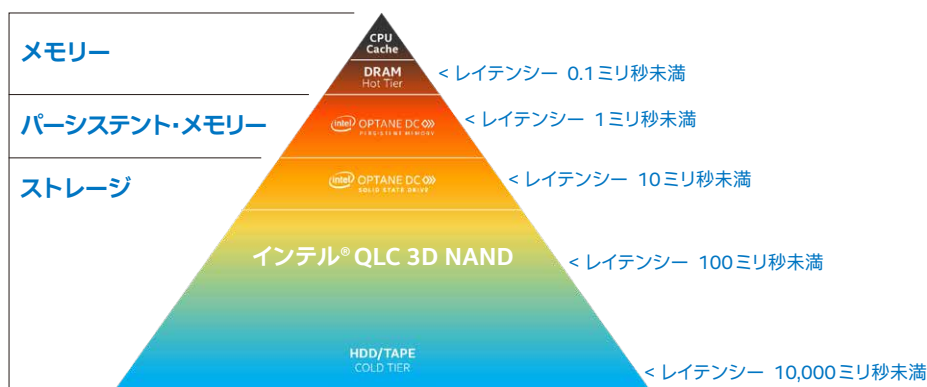 メモリー
CPU
Cache
DRAM
Hot Tier
< レイテンシー 0.1ミリ秒未満
パーシステント・メモリー
intel OPTANE DC
PERSISTENT MEMORY
< レイテンシー 1ミリ秒未満
ストレージ
intel OPTANE DC
SOLID STATE DRIVE
< レイテンシー 10ミリ秒未満
インテル® QLC 3D NAND
< レイテンシー 100ミリ秒未満
HDD/TAPE
COLD TIER
< レイテンシー 10,000ミリ秒未満